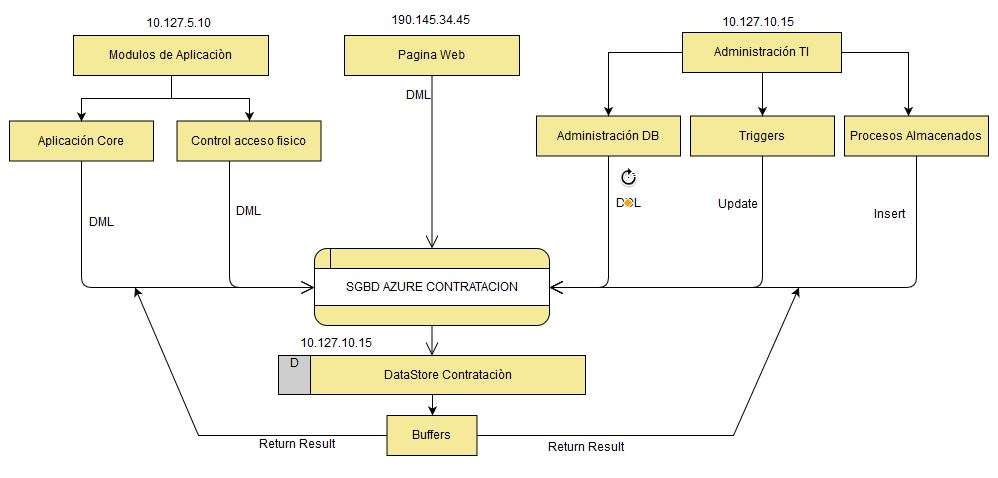 10.127.5.10
190.145.34.45
10.127.10.15
Modulos de Aplicaciòn
Pagina Web
Administración TI
DML
Aplicación Core
Control acceso fisico
Administración DB
Triggers
Procesos Almacenados
DML
DML
Update
Insert
SGBD AZURE CONTRATACION
10.127.10.15
D
DataStore Contrataciòn
Buffers
Return Result
Return Result